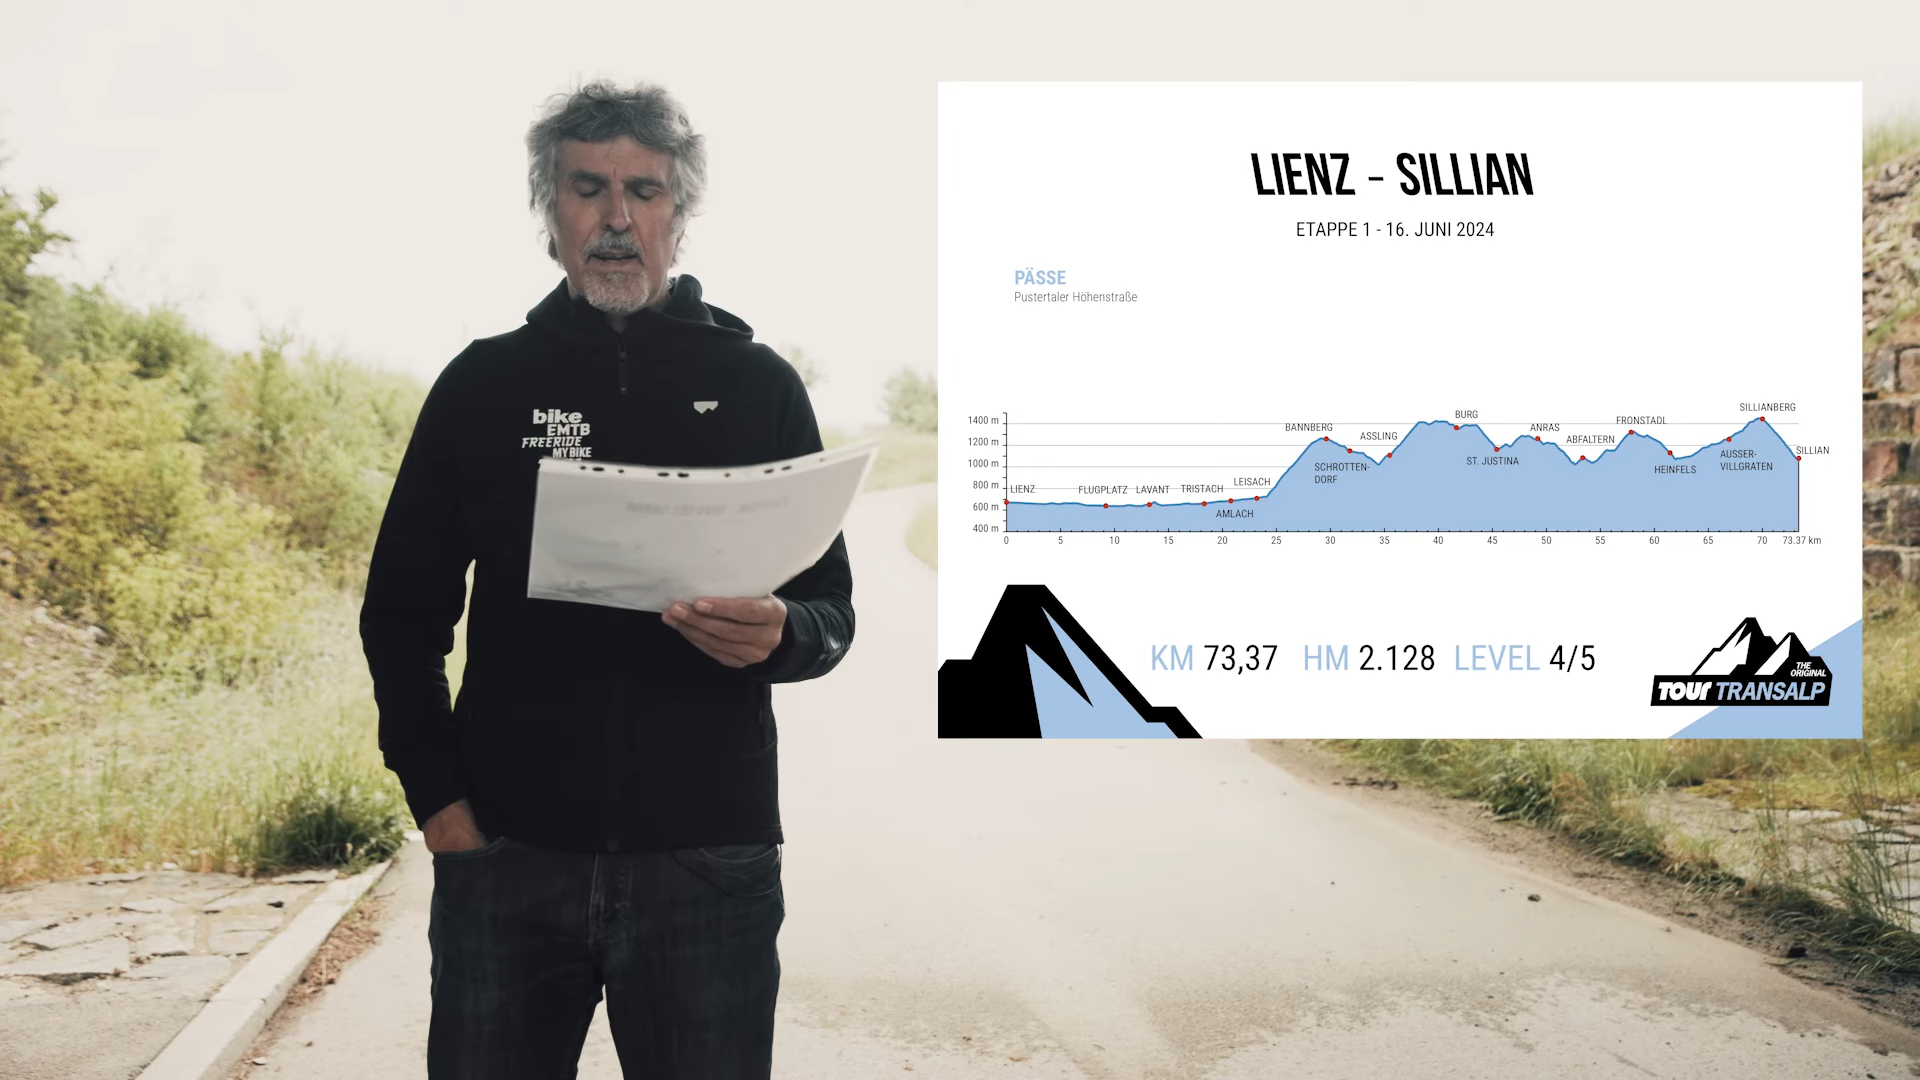 bike
EMTB
FREERIDE
MYBIKE
LIENZ – SILLIAN
ETAPPE 1 - 16. JUNI 2024
PÄSSE
Pustertaler Höhenstraße
1400 m
1200 m
1000 m
800 m
600 m
400 m
LIENZ
FLUGPLATZ
LAVANT
TRISTACH
AMLACH
LEISACH
BANNBERG
SCHROTTEN-
DORF
ASSLING
BURG
ST. JUSTINA
ANRAS
ABFALTERN
FRONSTADL
HEINFELS
AUSSER-
VILLGRATEN
SILLIANBERG
SILLIAN
0 5 10 15 20 25 30 35 40 45 50 55 60 65 70 73.37 km
KM 73,37 HM 2.128 LEVEL 4/5
THE
ORIGINAL
TOUR TRANSALP